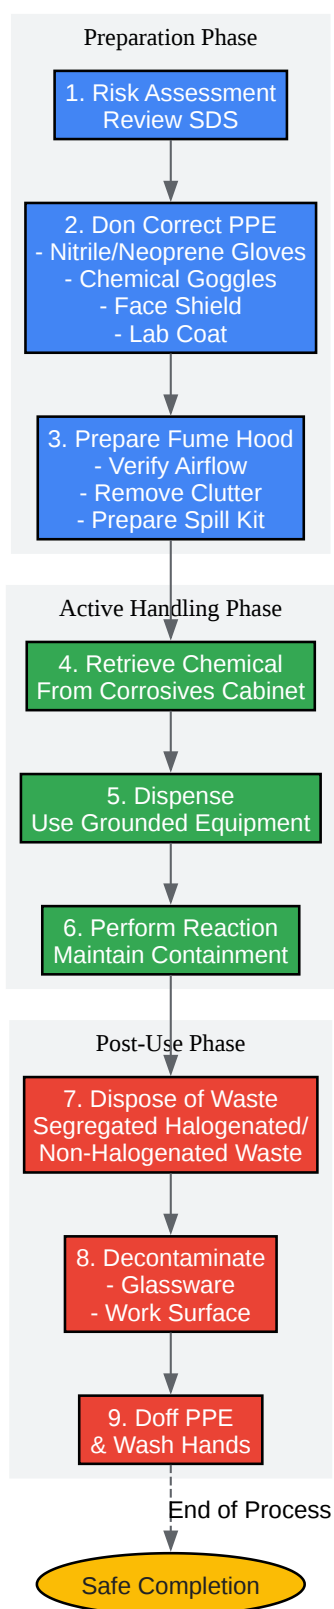 Preparation Phase
1. Risk Assessment
Review SDS
2. Don Correct PPE
- Nitrile/Neoprene Gloves
- Chemical Goggles
- Face Shield
- Lab Coat
3. Prepare Fume Hood
- Verify Airflow
- Remove Clutter
- Prepare Spill Kit
Active Handling Phase
4. Retrieve Chemical
From Corrosives Cabinet
5. Dispense
Use Grounded Equipment
6. Perform Reaction
Maintain Containment
Post-Use Phase
7. Dispose of Waste
Segregated Halogenated/
Non-Halogenated Waste
8. Decontaminate
- Glassware
- Work Surface
9. Doff PPE
& Wash Hands
End of Process
Safe Completion